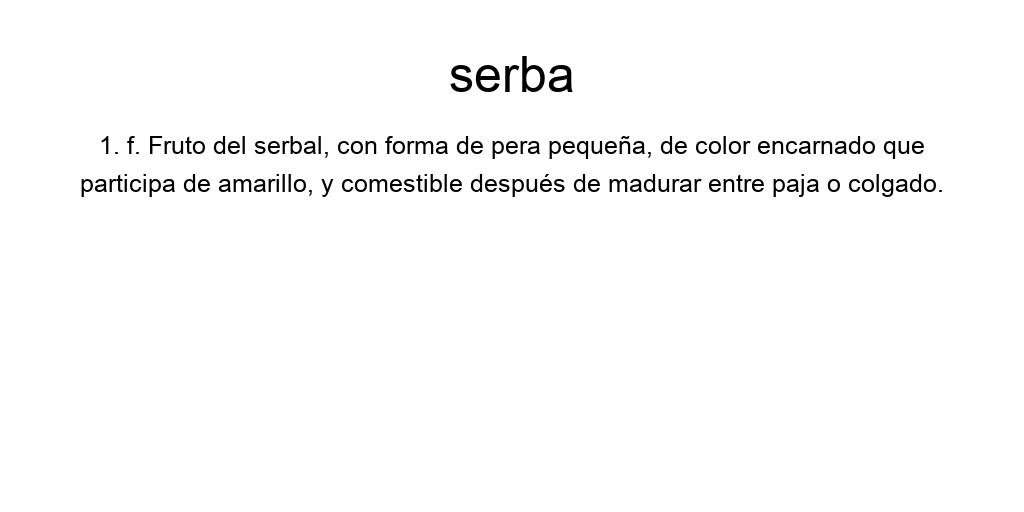 serba
1. f. Fruto del serbal, con forma de pera pequeña, de color encarnado que
participa de amarillo, y comestible después de madurar entre paja o colgado.